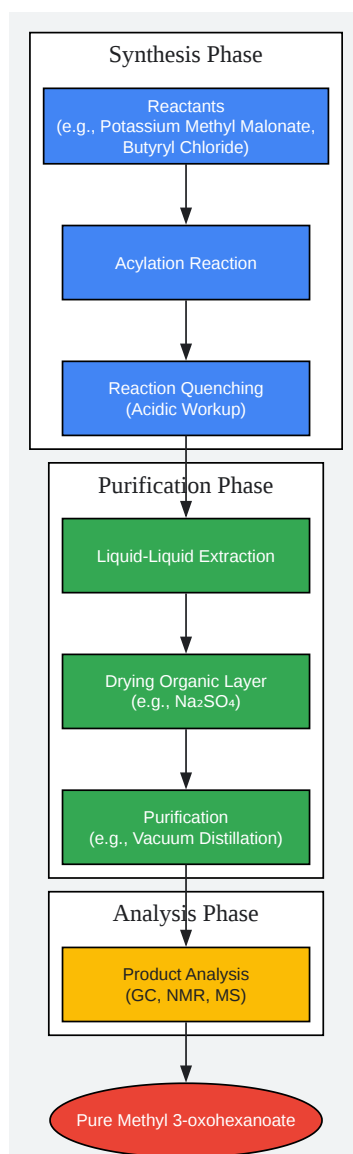 Synthesis Phase
Reactants
(e.g., Potassium Methyl Malonate,
Butyryl Chloride)
Acylation Reaction
Reaction Quenching
(Acidic Workup)
Purification Phase
Liquid-Liquid Extraction
Drying Organic Layer
(e.g., Na₂SO₄)
Purification
(e.g., Vacuum Distillation)
Analysis Phase
Product Analysis
(GC, NMR, MS)
Pure Methyl 3-oxohexanoate